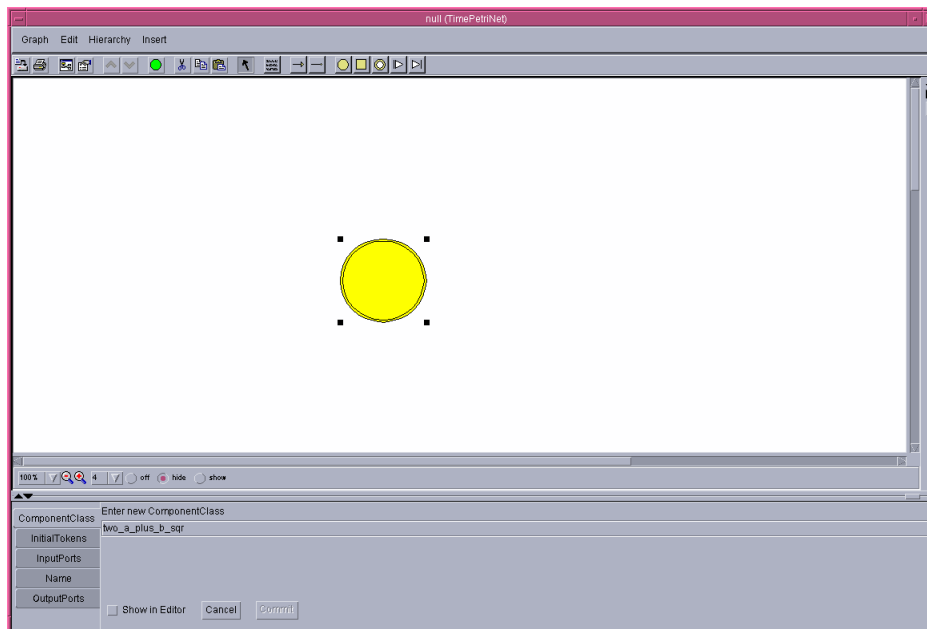 null (TimePetriNet)
Graph Edit Hierarchy Insert
100% 4 off hide show
ComponentClass
Enter new ComponentClass
two_a_plus_b_sqr
InitialTokens
InputPorts
Name
OutputPorts
Show in Editor Cancel Commit